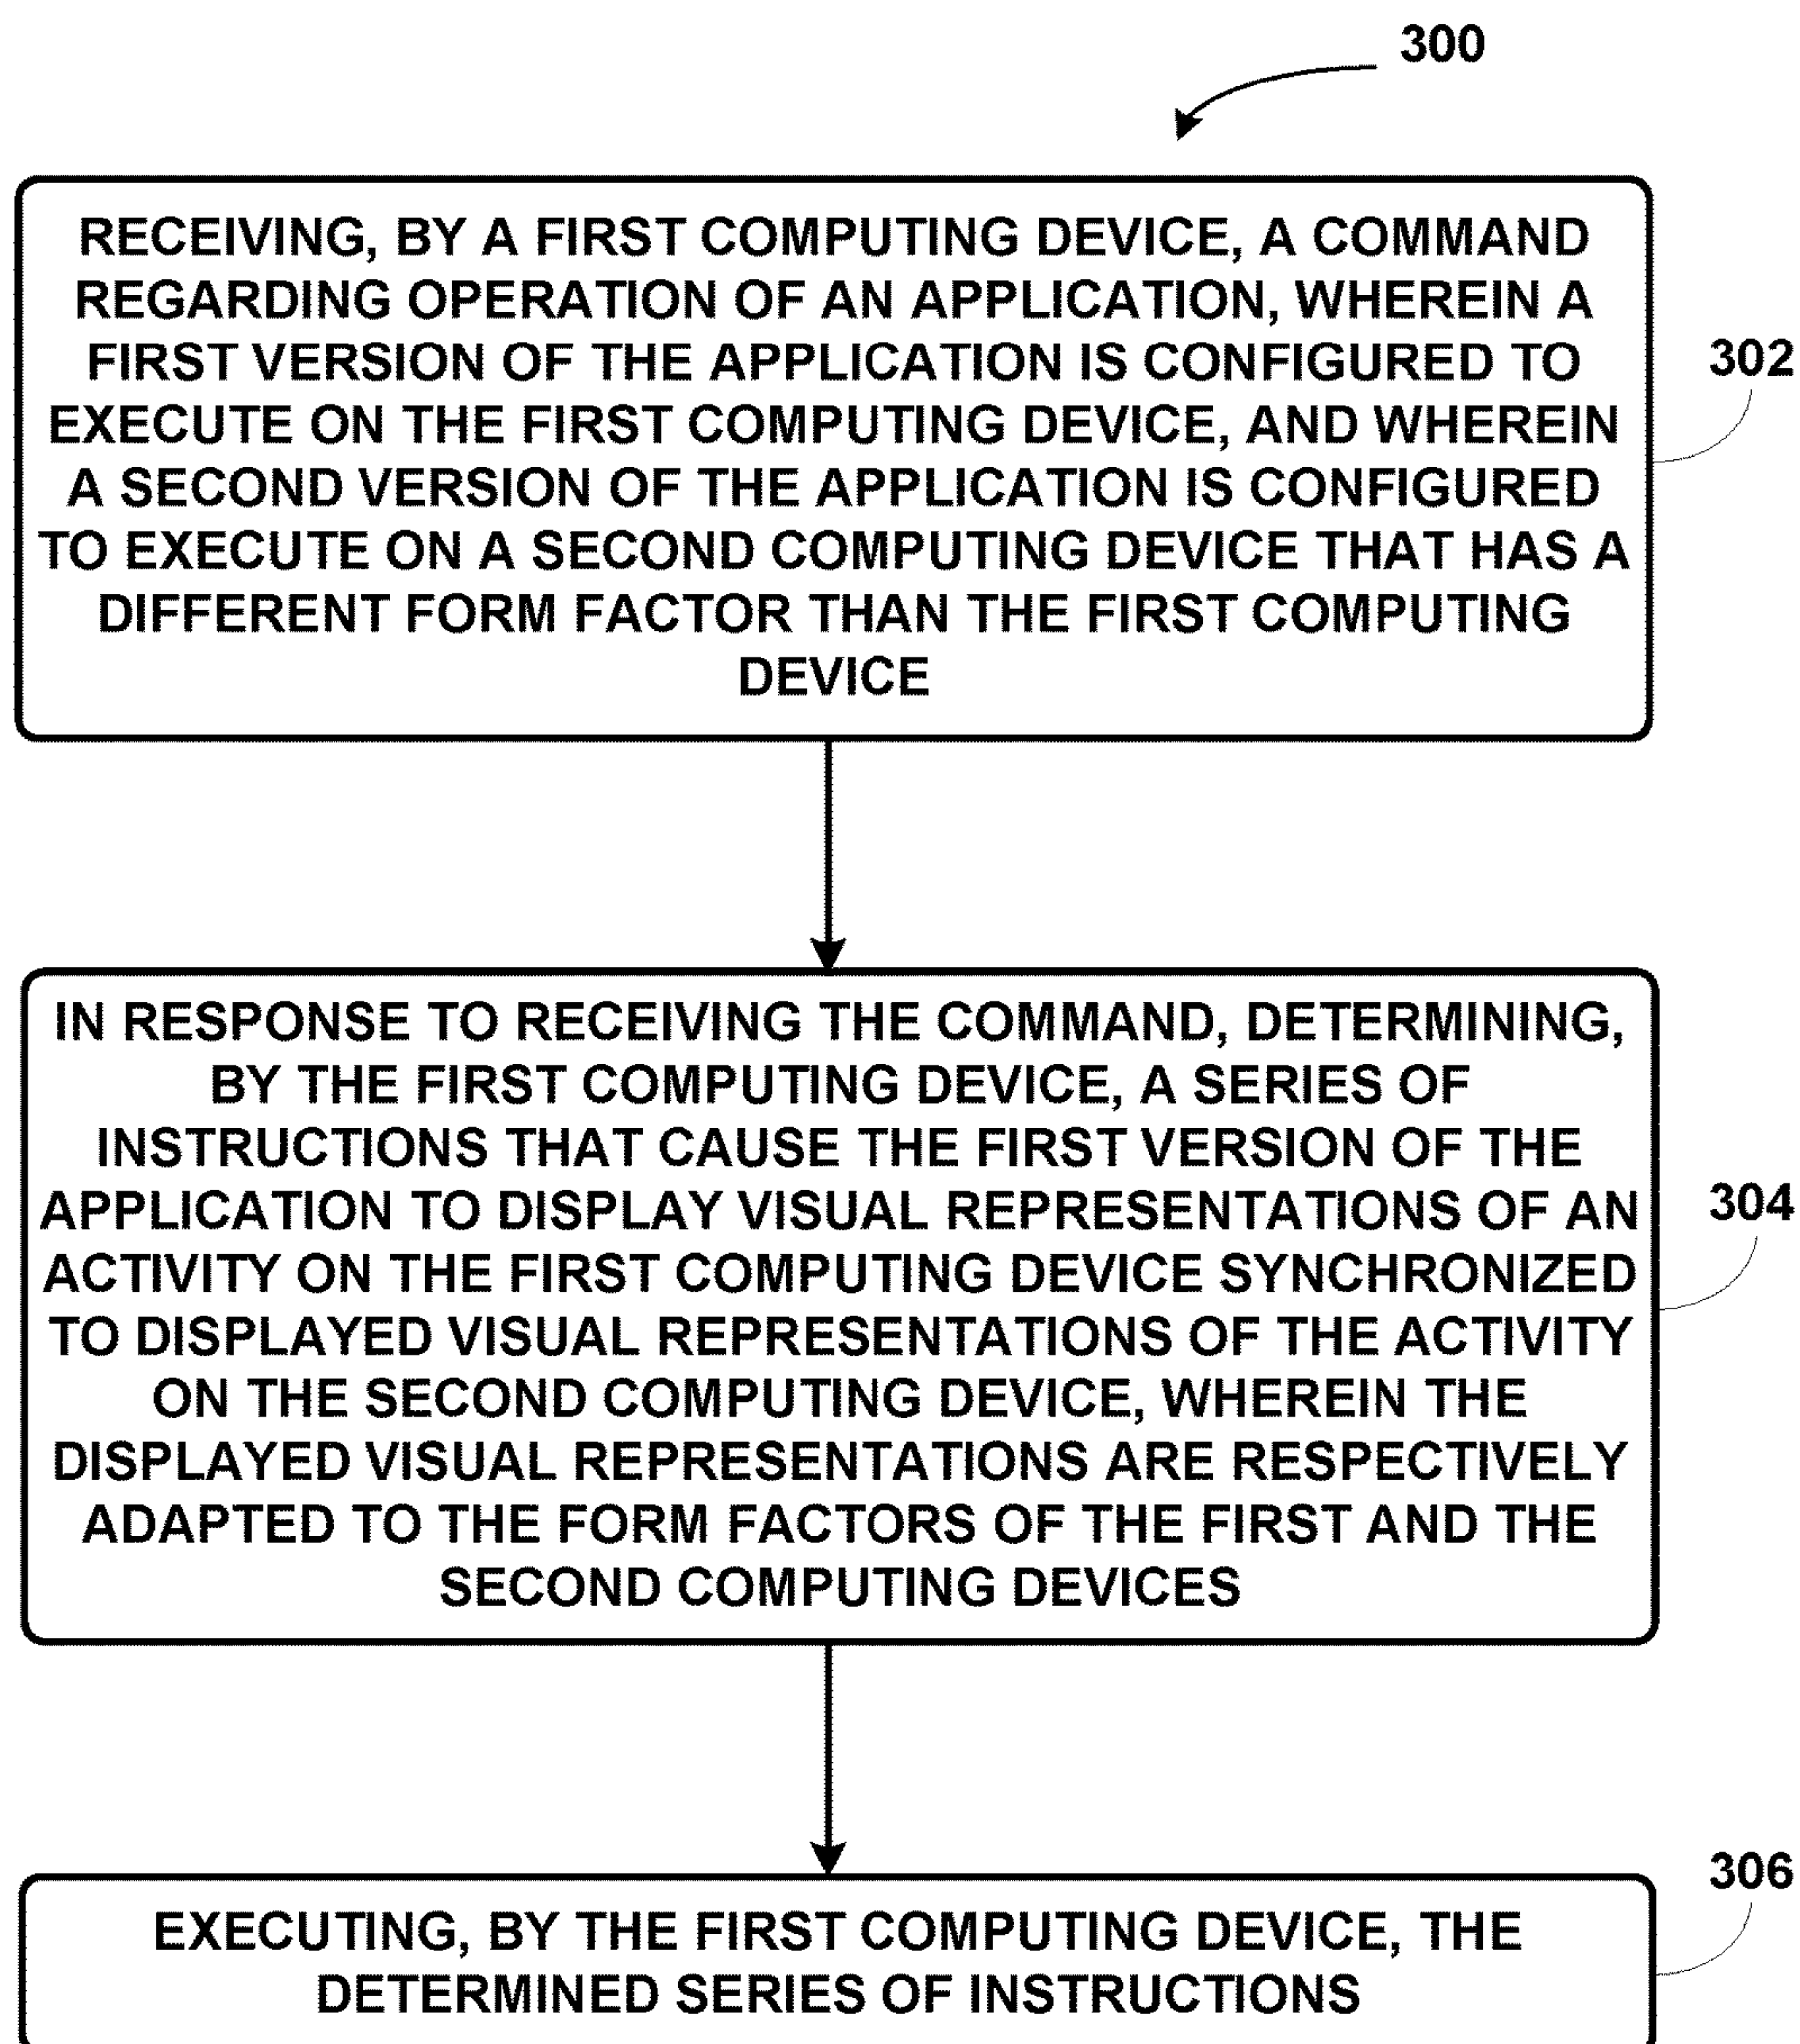 300
RECEIVING, BY A FIRST COMPUTING DEVICE, A COMMAND
REGARDING OPERATION OF AN APPLICATION, WHEREIN A
FIRST VERSION OF THE APPLICATION IS CONFIGURED TO
EXECUTE ON THE FIRST COMPUTING DEVICE, AND WHEREIN
A SECOND VERSION OF THE APPLICATION IS CONFIGURED
TO EXECUTE ON A SECOND COMPUTING DEVICE THAT HAS A
DIFFERENT FORM FACTOR THAN THE FIRST COMPUTING
DEVICE
302
IN RESPONSE TO RECEIVING THE COMMAND, DETERMINING,
BY THE FIRST COMPUTING DEVICE, A SERIES OF
INSTRUCTIONS THAT CAUSE THE FIRST VERSION OF THE
APPLICATION TO DISPLAY VISUAL REPRESENTATIONS OF AN
ACTIVITY ON THE FIRST COMPUTING DEVICE SYNCHRONIZED
TO DISPLAYED VISUAL REPRESENTATIONS OF THE ACTIVITY
ON THE SECOND COMPUTING DEVICE, WHEREIN THE
DISPLAYED VISUAL REPRESENTATIONS ARE RESPECTIVELY
ADAPTED TO THE FORM FACTORS OF THE FIRST AND THE
SECOND COMPUTING DEVICES
304
EXECUTING, BY THE FIRST COMPUTING DEVICE, THE
DETERMINED SERIES OF INSTRUCTIONS
306